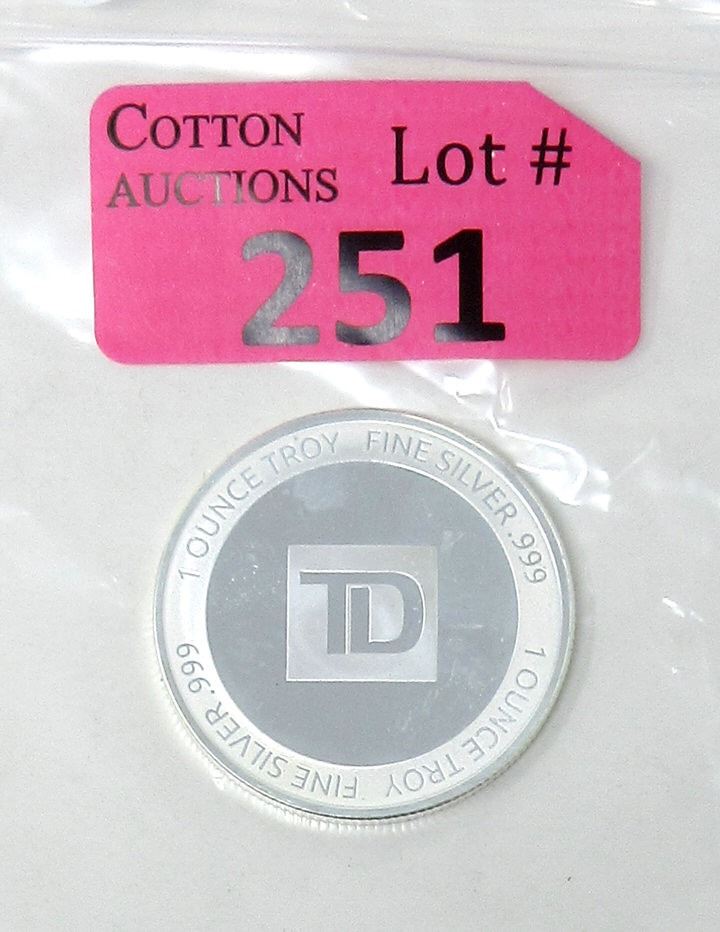 COTTON
AUCTIONS
Lot #
251
1 OUNCE TROY FINE SILVER .999
1 OUNCE TROY FINE SILVER .999
TD